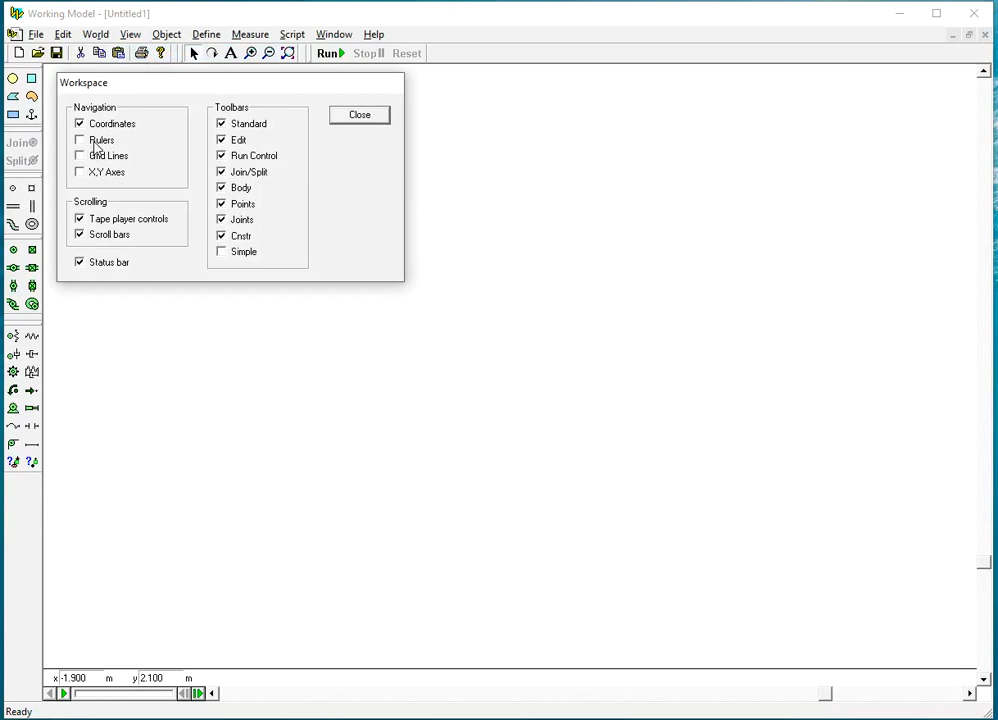 Working Model - [Untitled1]
File Edit World View Object Define Measure Script Window Help
A Run Stop Reset
Workspace
Navigation
Coordinates
Rulers
Grid Lines
X,Y Axes
Scrolling
Tape player controls
Scroll bars
Status bar
Toolbars
Standard
Edit
Run Control
Join/Split
Body
Points
Joints
Cnstr
Simple
Close
Join
Split
x -1.900 m y 2.100 m
Ready